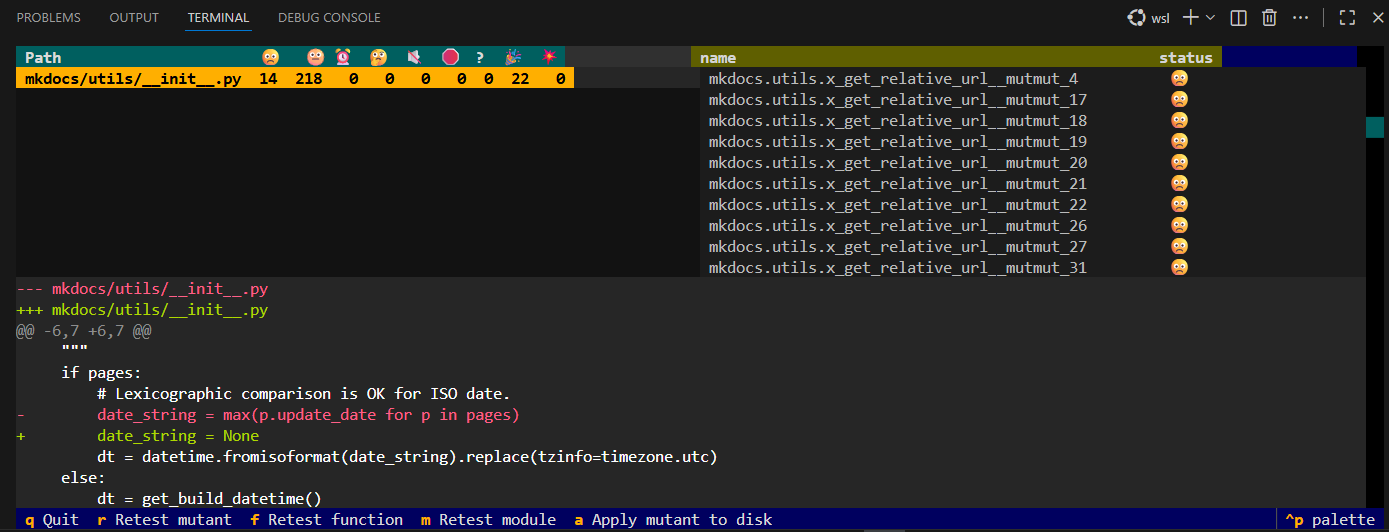 PROBLEMS OUTPUT TERMINAL DEBUG CONSOLE wsl
Path 🙁 🫥 ⏰ 🤔 🔇 🛑 ? 🎉 💥
mkdocs/utils/__init__.py 14 218 0 0 0 0 0 22 0
name status
mkdocs.utils.x_get_relative_url__mutmut_4 🙁
mkdocs.utils.x_get_relative_url__mutmut_17 🙁
mkdocs.utils.x_get_relative_url__mutmut_18 🙁
mkdocs.utils.x_get_relative_url__mutmut_19 🙁
mkdocs.utils.x_get_relative_url__mutmut_20 🙁
mkdocs.utils.x_get_relative_url__mutmut_21 🙁
mkdocs.utils.x_get_relative_url__mutmut_22 🙁
mkdocs.utils.x_get_relative_url__mutmut_26 🙁
mkdocs.utils.x_get_relative_url__mutmut_27 🙁
mkdocs.utils.x_get_relative_url__mutmut_31 🙁
--- mkdocs/utils/__init__.py
+++ mkdocs/utils/__init__.py
@@ -6,7 +6,7 @@
     """
     if pages:
         # Lexicographic comparison is OK for ISO date.
-        date_string = max(p.update_date for p in pages)
+        date_string = None
         dt = datetime.fromisoformat(date_string).replace(tzinfo=timezone.utc)
     else:
         dt = get_build_datetime()
q Quit r Retest mutant f Retest function m Retest module a Apply mutant to disk ^p palette